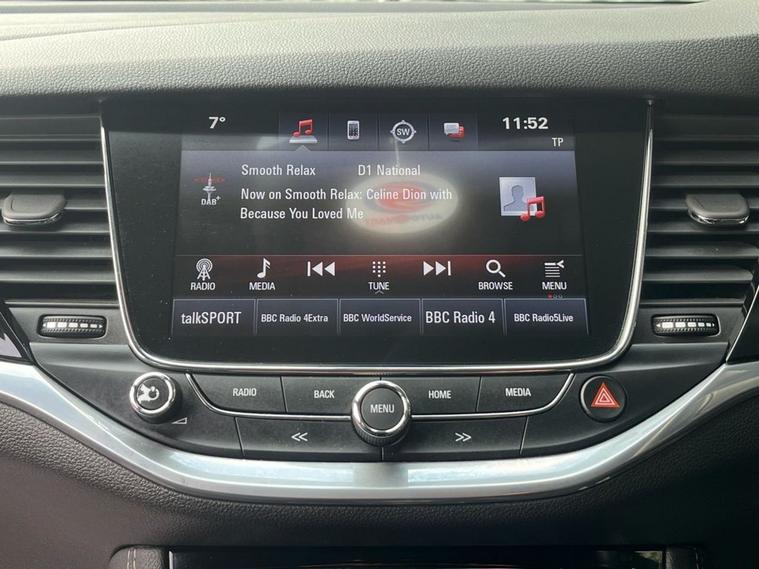 7° SW 11:52
TP
Smooth Relax D1 National
DAB+
Now on Smooth Relax: Celine Dion with
Because You Loved Me
RADIO MEDIA TUNE BROWSE MENU
talkSPORT BBC Radio 4Extra BBC WorldService BBC Radio 4 BBC Radio5Live
RADIO BACK MENU HOME MEDIA